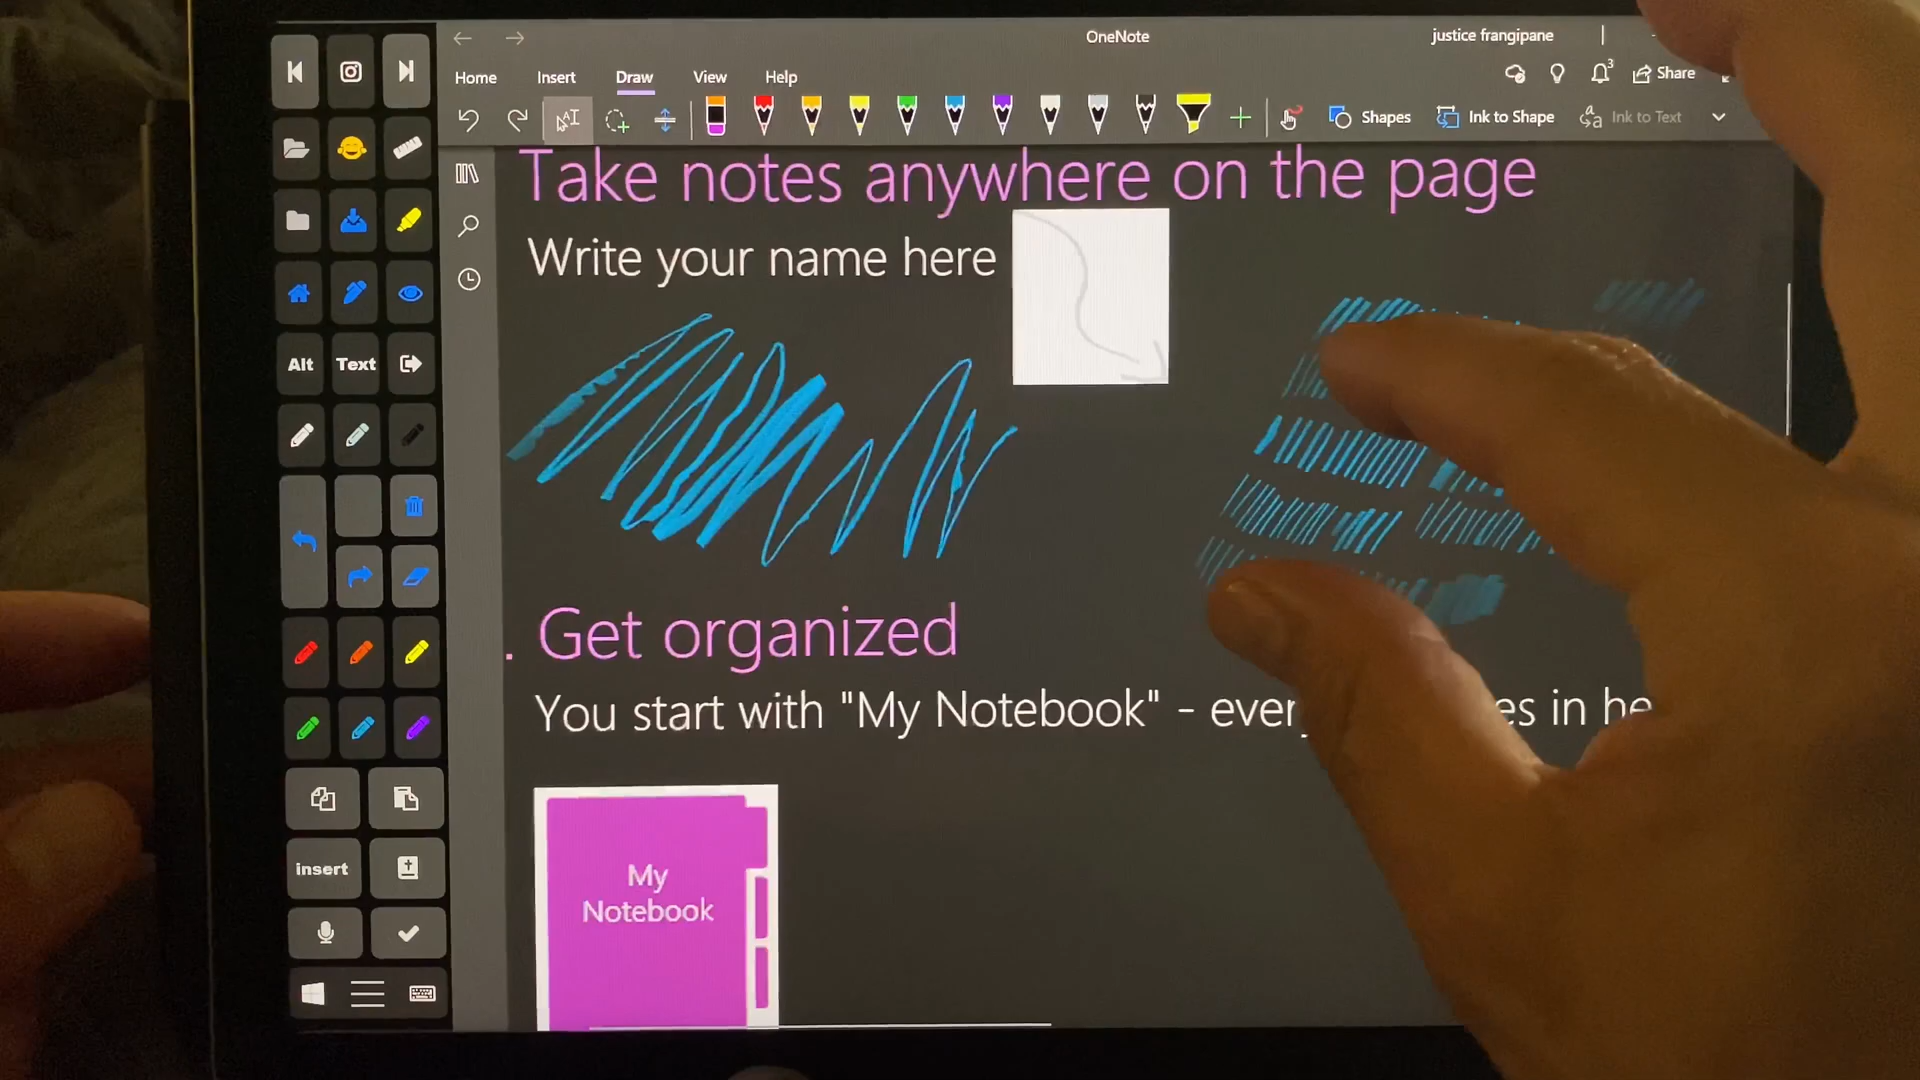 OneNote
justice frangipane
Home Insert Draw View Help
3
Share
Shapes Ink to Shape Ink to Text
Take notes anywhere on the page
Write your name here
Alt Text
. Get organized
You start with "My Notebook" - ever es in he
My
Notebook
insert